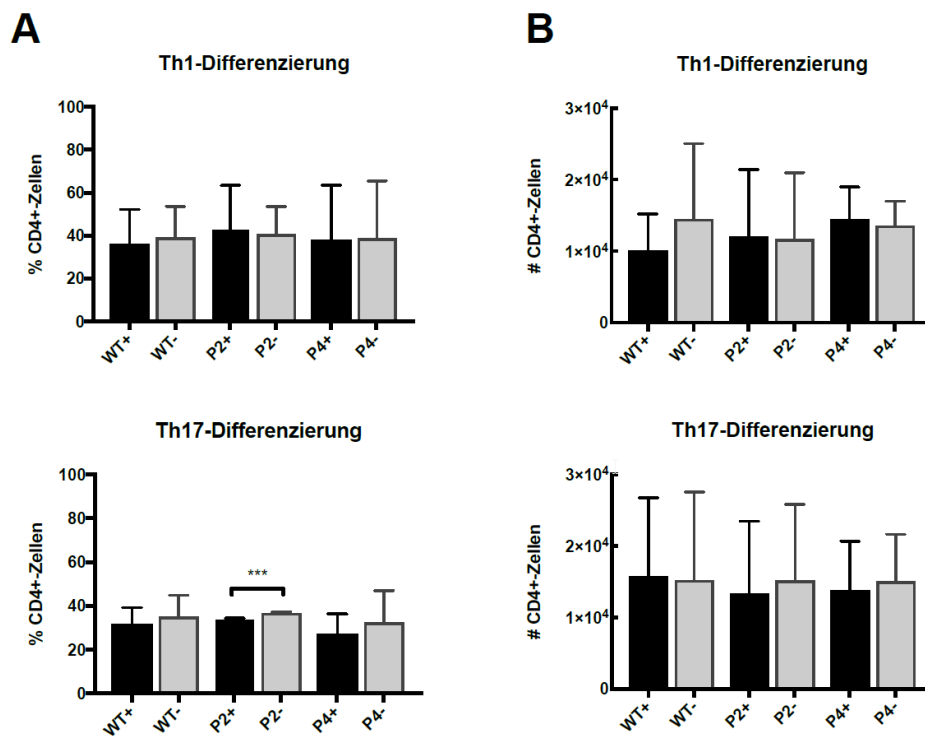 A
Th1-Differenzierung
% CD4+-Zellen
100
80
60
40
20
0
WT+ WT- P2+ P2- P4+ P4-
B
Th1-Differenzierung
# CD4+-Zellen
3×10⁴
2×10⁴
1×10⁴
0
WT+ WT- P2+ P2- P4+ P4-
Th17-Differenzierung
% CD4+-Zellen
100
80
60
40
20
0
***
WT+ WT- P2+ P2- P4+ P4-
Th17-Differenzierung
# CD4+-Zellen
3×10⁴
2×10⁴
1×10⁴
0
WT+ WT- P2+ P2- P4+ P4-